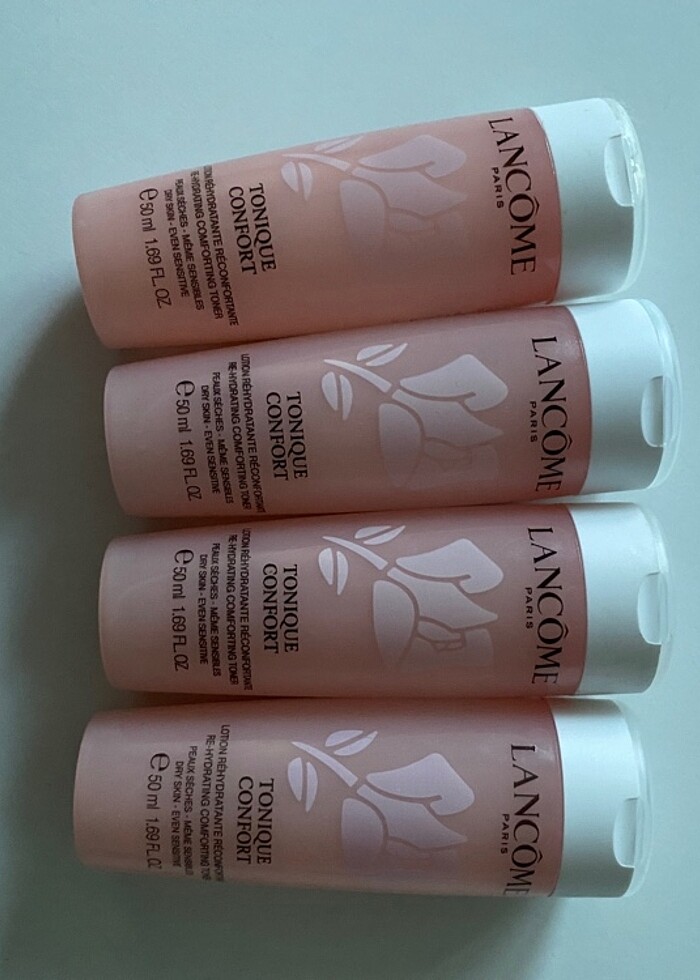 LANCÔME
PARIS
TONIQUE
CONFORT
LOTION RÉHYDRATANTE RÉCONFORTANTE
RE-HYDRATING COMFORTING TONER
PEAUX SÈCHES - MÊME SENSIBLES
DRY SKIN - EVEN SENSITIVE
℮ 50 ml 1.69 FL. OZ.
LANCÔME
PARIS
TONIQUE
CONFORT
LOTION RÉHYDRATANTE RÉCONFORTANT
RE-HYDRATING COMFORTING TONER
PEAUX SÈCHES - MÊME SENSIBLES
DRY SKIN - EVEN SENSITIVE
℮ 50 ml 1.69 FL. OZ.
LANCÔME
PARIS
TONIQUE
CONFORT
LOTION RÉHYDRATANTE RÉCONFORTANTE
RE-HYDRATING COMFORTING TONER
PEAUX SÈCHES - MÊME SENSIBLES
DRY SKIN - EVEN SENSITIVE
℮ 50 ml 1.69 FL. OZ.
LANCÔME
PARIS
TONIQUE
CONFORT
LOTION RÉHYDRATANTE RÉCONFORT
RE-HYDRATING COMFORTING TONER
PEAUX SÈCHES - MÊME SENSIBLE
DRY SKIN - EVEN SENSITIVE
℮ 50 ml 1.69 FL. OZ